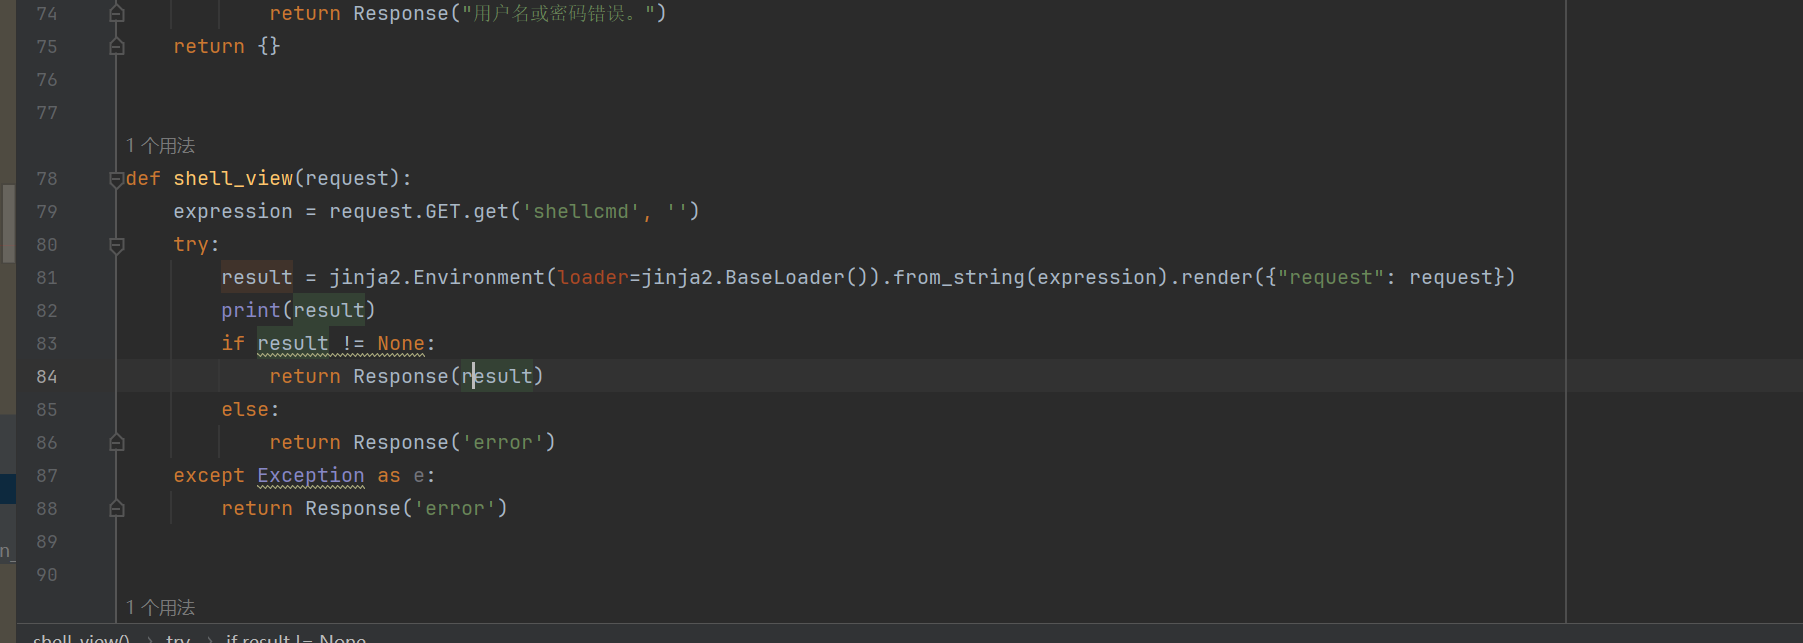 74 return Response("用户名或密码错误。")
75 return {}
76
77
1 个用法
78 def shell_view(request):
79 expression = request.GET.get('shellcmd', '')
80 try:
81 result = jinja2.Environment(loader=jinja2.BaseLoader()).from_string(expression).render({"request": request})
82 print(result)
83 if result != None:
84 return Response(result)
85 else:
86 return Response('error')
87 except Exception as e:
88 return Response('error')
89
n_
90
1 个用法
shell_view() > try > if result != None